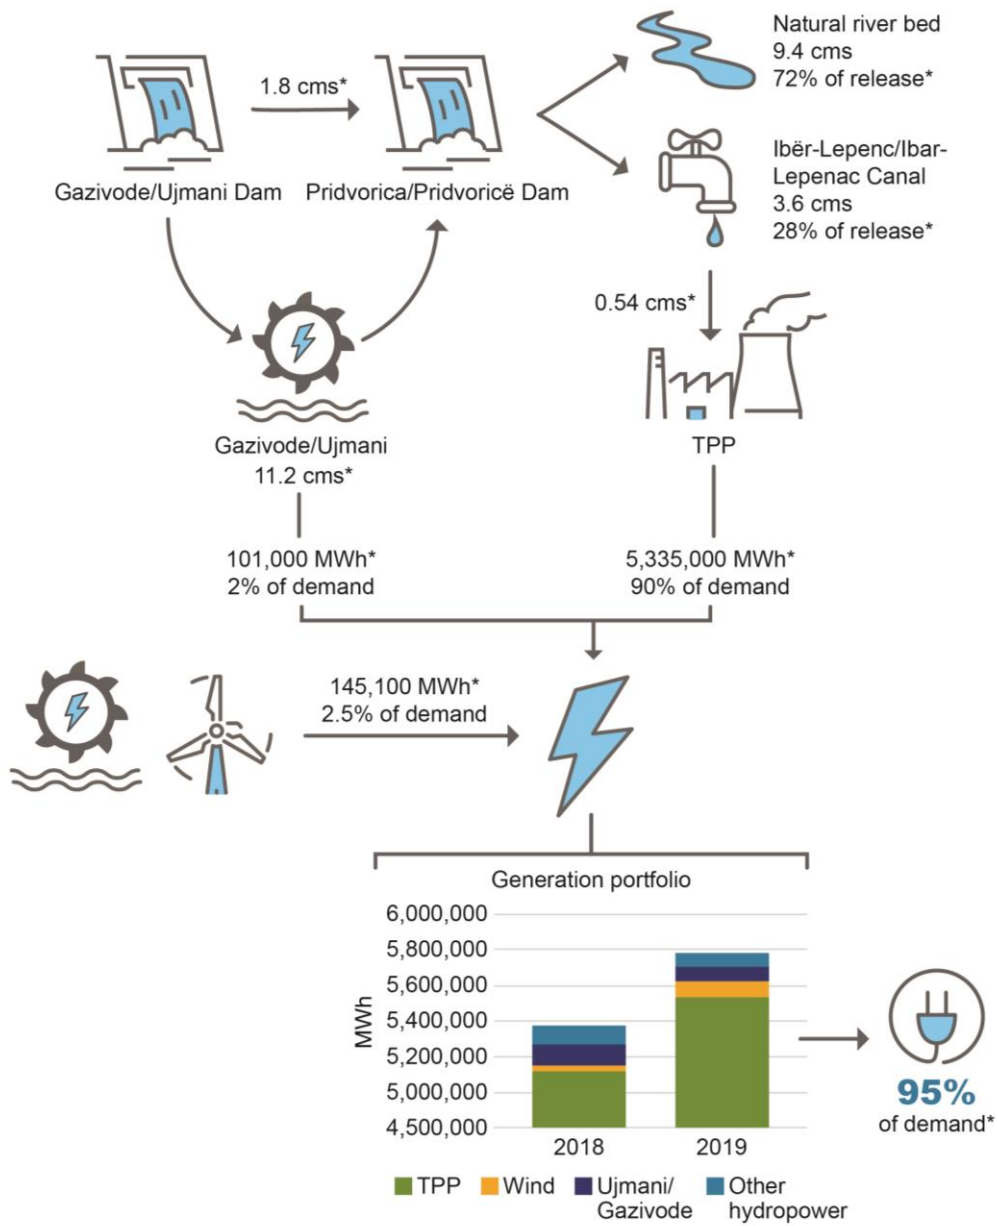 Natural river bed
9.4 cms
72% of release*
1.8 cms*
Gazivode/Ujmani Dam
Pridvorica/Pridvoricë Dam
Ibër-Lepenc/Ibar-
Lepenac Canal
3.6 cms
28% of release*
0.54 cms*
Gazivode/Ujmani
11.2 cms*
TPP
101,000 MWh*
2% of demand
5,335,000 MWh*
90% of demand
145,100 MWh*
2.5% of demand
Generation portfolio
MWh
6,000,000
5,800,000
5,600,000
5,400,000
5,200,000
5,000,000
4,500,000
2018
2019
TPP
Wind
Ujmani/
Gazivode
Other
hydropower
95%
of demand*